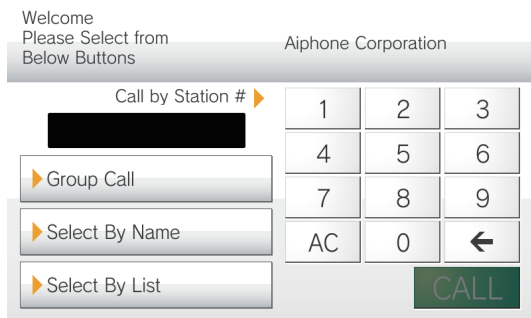 Welcome
Please Select from
Below Buttons
Aiphone Corporation
Call by Station #
Group Call
Select By Name
Select By List
1 2 3
4 5 6
7 8 9
AC 0 ←
CALL